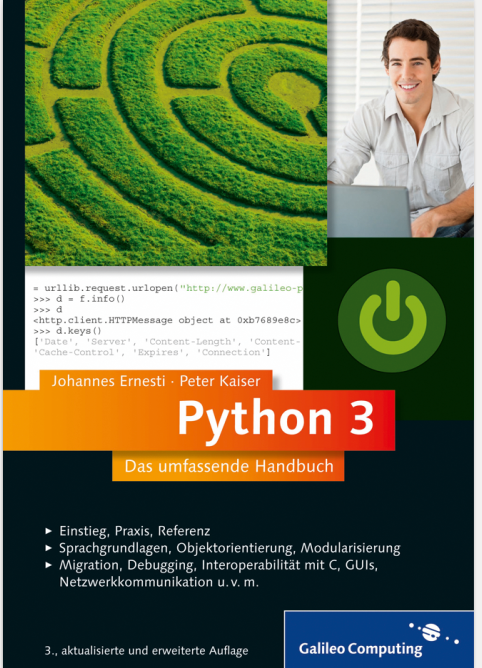 = urllib.request.urlopen("http://www.galileo-p
>>> d = f.info()
>>> d
<http.client.HTTPMessage object at 0xb7689e8c>
>>> d.keys()
['Date', 'Server', 'Content-Length', 'Content-
'Cache-Control', 'Expires', 'Connection']
Johannes Ernesti · Peter Kaiser
Python 3
Das umfassende Handbuch
▶ Einstieg, Praxis, Referenz
▶ Sprachgrundlagen, Objektorientierung, Modularisierung
▶ Migration, Debugging, Interoperabilität mit C, GUIs,
Netzwerkkommunikation u. v. m.
3., aktualisierte und erweiterte Auflage
Galileo Computing